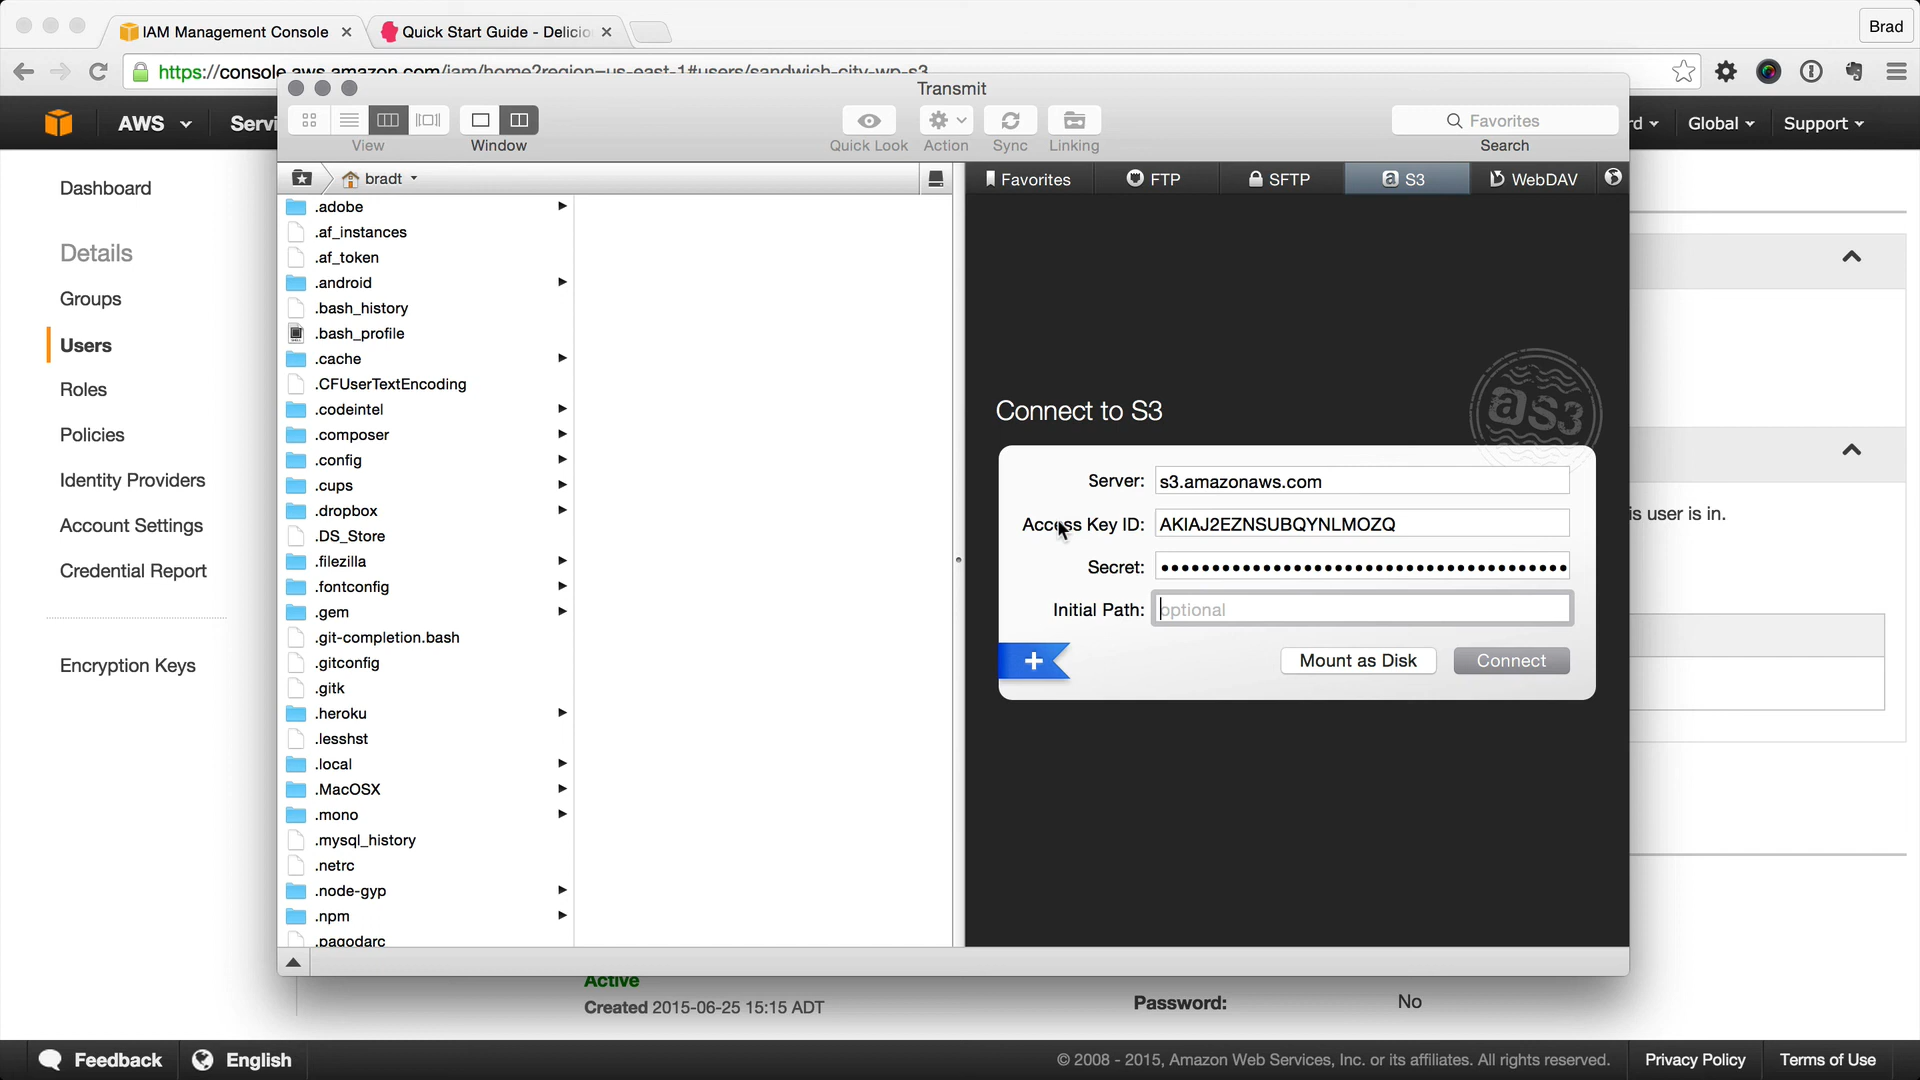 IAM Management Console
Quick Start Guide - Delicio
Brad
https://console.aws.amazon.com/iam/home?region=us-east-1#users/sandwich-city-wp-s3
Transmit
AWS
Servi
rd
Global
Support
View
Window
Quick Look
Action
Sync
Linking
Favorites
Search
bradt
Favorites
FTP
SFTP
a S3
WebDAV
Dashboard
Details
Groups
Users
Roles
Policies
Identity Providers
Account Settings
Credential Report
Encryption Keys
.adobe
.af_instances
.af_token
.android
.bash_history
.bash_profile
.cache
.CFUserTextEncoding
.codeintel
.composer
.config
.cups
.dropbox
.DS_Store
.filezilla
.fontconfig
.gem
.git-completion.bash
.gitconfig
.gitk
.heroku
.lesshst
.local
.MacOSX
.mono
.mysql_history
.netrc
.node-gyp
.npm
.pagodarc
as3
Connect to S3
Server: s3.amazonaws.com
Access Key ID: AKIAJ2EZNSUBQYNLMOZQ
Secret: ••••••••••••••••••••••••••••••••••••••••
Initial Path: optional
Mount as Disk
Connect
is user is in.
Active
Created 2015-06-25 15:15 ADT
Password: No
Feedback
English
© 2008 - 2015, Amazon Web Services, Inc. or its affiliates. All rights reserved.
Privacy Policy
Terms of Use